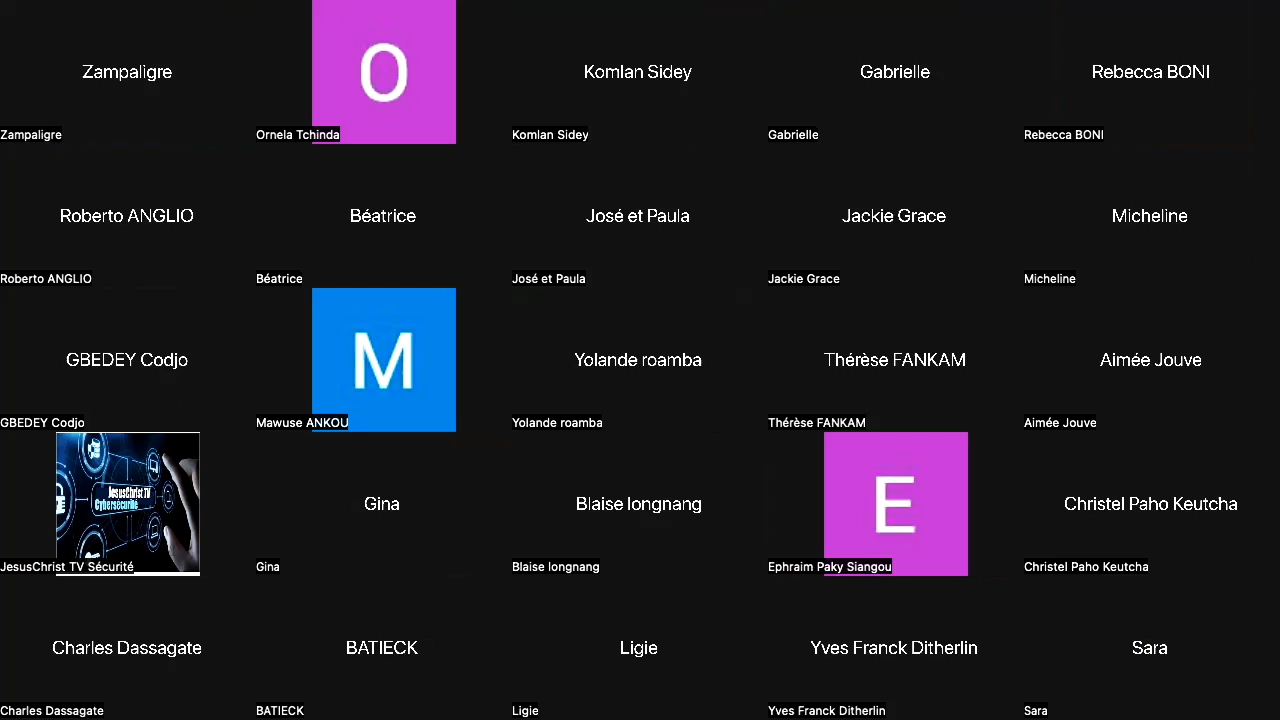 Zampaligre
O
Komlan Sidey
Gabrielle
Rebecca BONI
Zampaligre
Ornela Tchinda
Komlan Sidey
Gabrielle
Rebecca BONI
Roberto ANGLIO
Béatrice
José et Paula
Jackie Grace
Micheline
Roberto ANGLIO
Béatrice
José et Paula
Jackie Grace
Micheline
GBEDEY Codjo
M
Yolande roamba
Thérèse FANKAM
Aimée Jouve
GBEDEY Codjo
Mawuse ANKOU
Yolande roamba
Thérèse FANKAM
Aimée Jouve
JesusChrist TV
Cybersécurité
Gina
Blaise longnang
E
Christel Paho Keutcha
JesusChrist TV Sécurité
Gina
Blaise longnang
Ephraim Paky Siangou
Christel Paho Keutcha
Charles Dassagate
BATIECK
Ligie
Yves Franck Ditherlin
Sara
Charles Dassagate
BATIECK
Ligie
Yves Franck Ditherlin
Sara